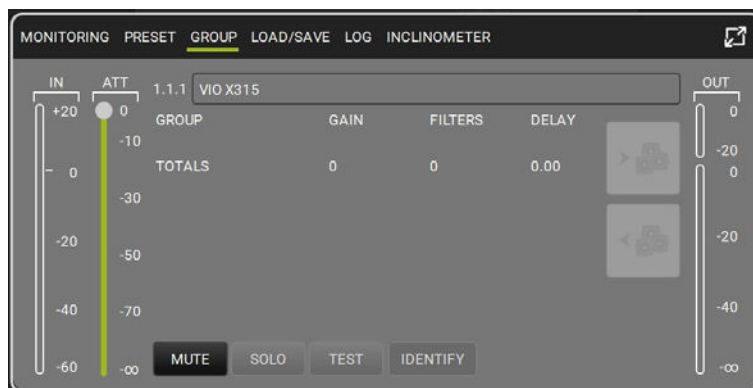 MONITORING PRESET GROUP LOAD/SAVE LOG INCLINOMETER
IN ATT 1.1.1 VIO X315 OUT
+20 0 GROUP GAIN FILTERS DELAY 0
-10
-20
0 TOTALS 0 0 0.00 0
-30
-20 -20
-50
-40 -70 -40
-60 -∞ MUTE SOLO TEST IDENTIFY -∞